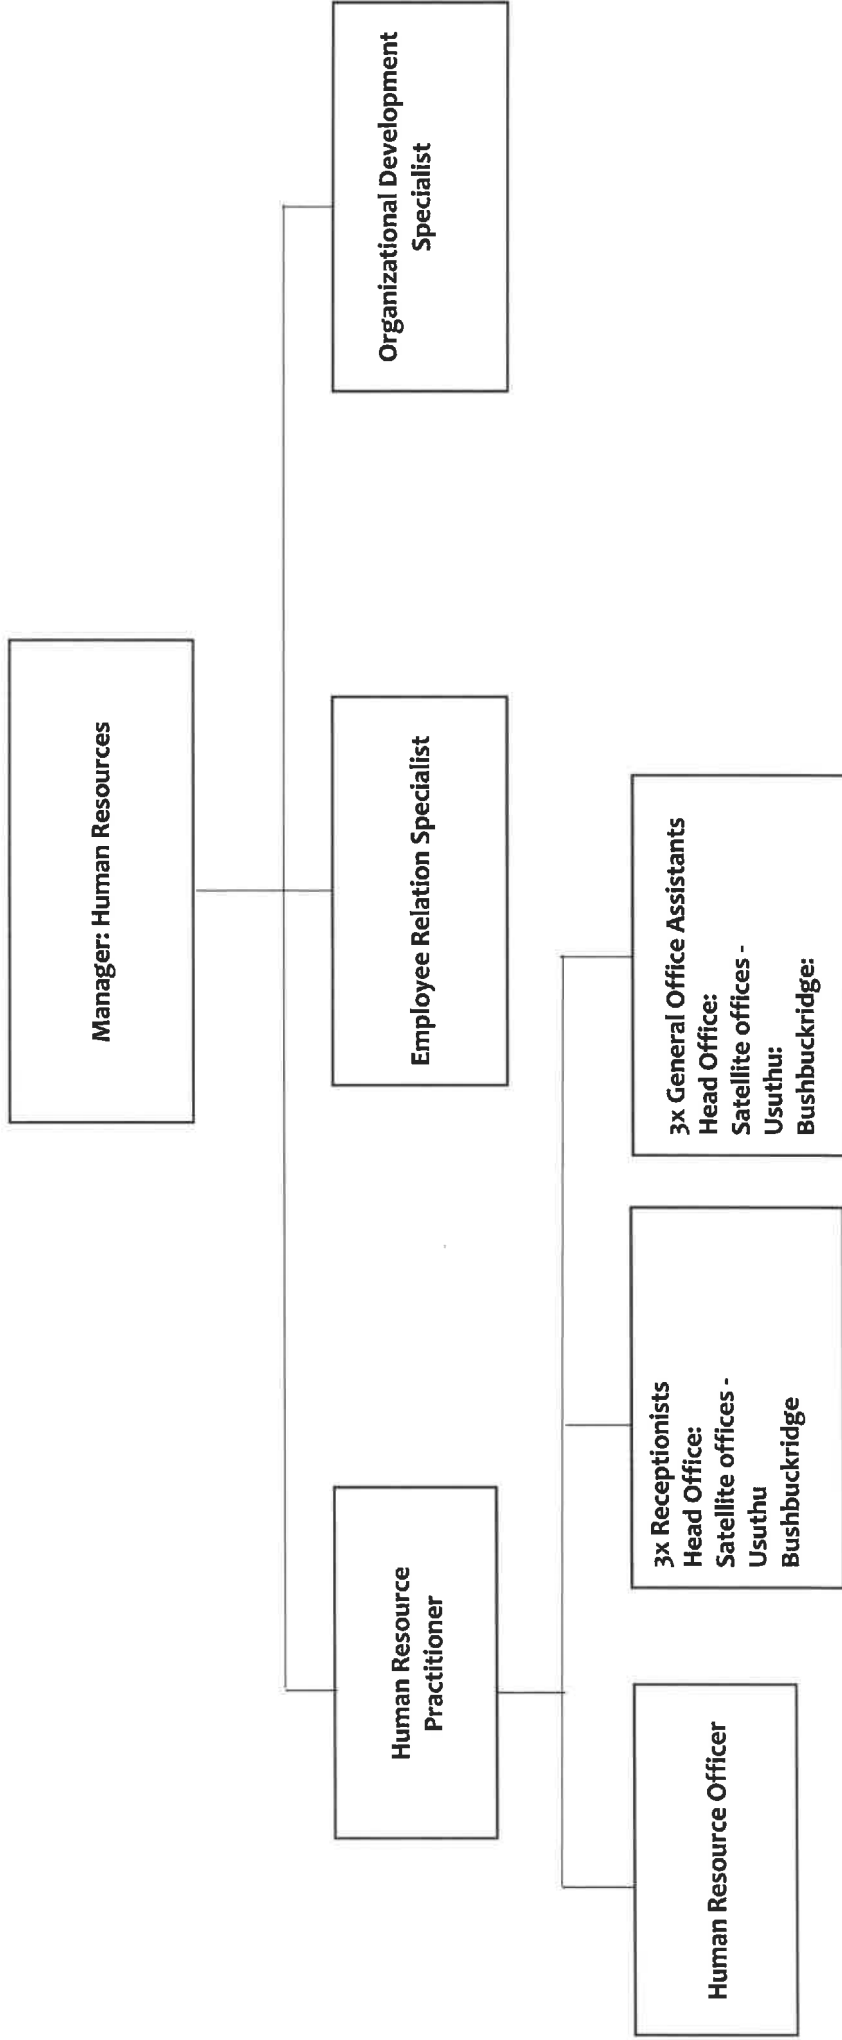 Manager: Human Resources
Human Resource
Practitioner
Employee Relation Specialist
Organizational Development
Specialist
Human Resource Officer
3x Receptionists
Head Office:
Satellite offices -
Usuthu
Bushbuckridge
3x General Office Assistants
Head Office:
Satellite offices -
Usuthu:
Bushbuckridge: